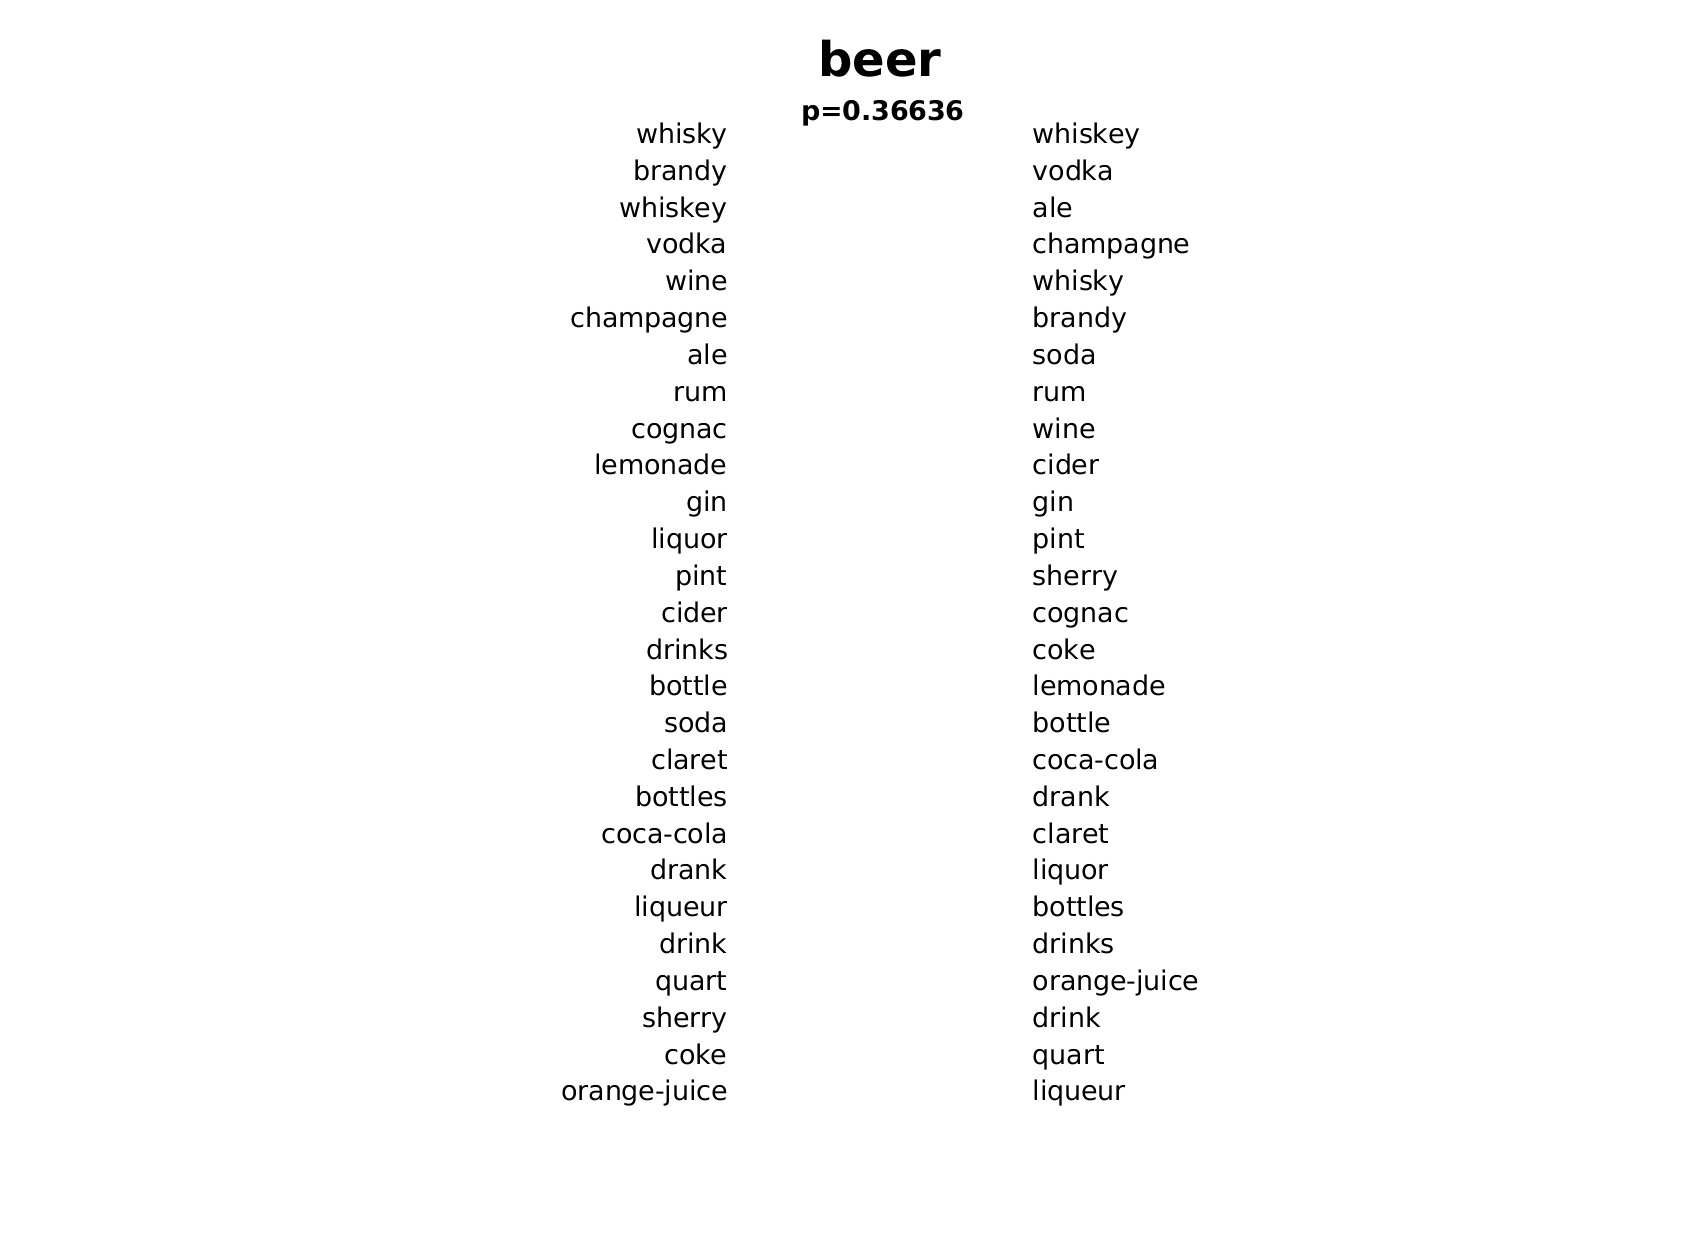 beer
p=0.36636
whisky whiskey
brandy vodka
whiskey ale
vodka champagne
wine whisky
champagne brandy
ale soda
rum rum
cognac wine
lemonade cider
gin gin
liquor pint
pint sherry
cider cognac
drinks coke
bottle lemonade
soda bottle
claret coca-cola
bottles drank
coca-cola claret
drank liquor
liqueur bottles
drink drinks
quart orange-juice
sherry drink
coke quart
orange-juice liqueur